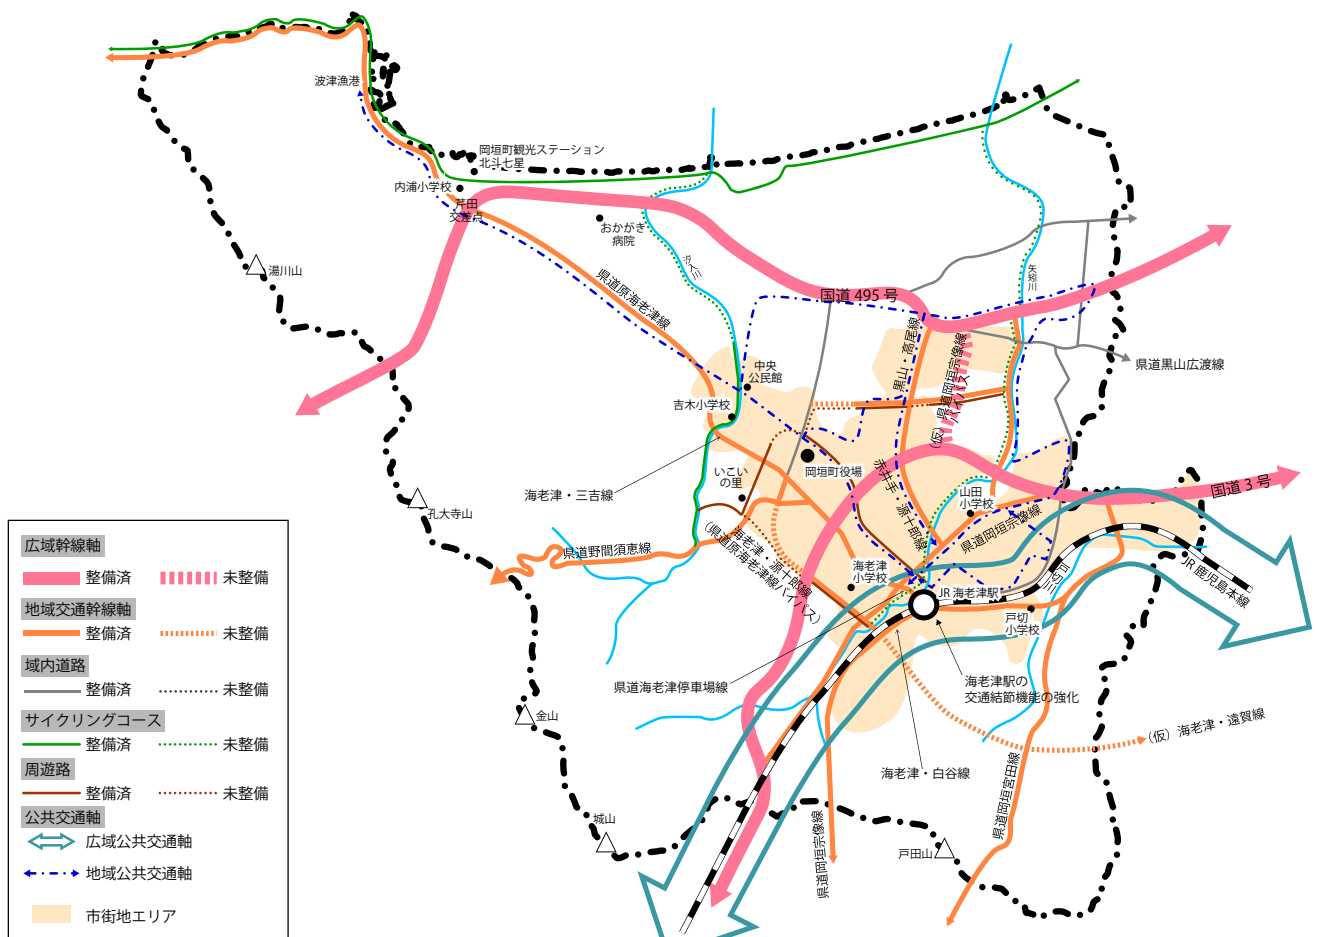 波津漁港
岡垣町観光ステーション
北斗七星
内浦小学校
芹田
交差点
おかがき
病院
湯川山
汐入川
矢矧川
県道原海老津線
国道 495 号
黒山・高尾線
(仮) 県道岡垣宗像線
バイパス
県道黒山広渡線
中央
公民館
吉木小学校
岡垣町役場
いこい
の里
海老津・三吉線
赤井手・源十郎線
山田
小学校
国道 3 号
孔大寺山
県道野間須恵線
海老津・源十郎線
(県道原海老津線バイパス)
県道岡垣宗像線
海老津
小学校
JR 海老津駅
戸切川
JR 鹿児島本線
戸切
小学校
県道海老津停車場線
海老津駅の
交通結節機能の強化
金山
(仮) 海老津・遠賀線
海老津・白谷線
県道岡垣宮田線
城山
県道岡垣宗像線
戸田山
広域幹線軸
整備済 未整備
地域交通幹線軸
整備済 未整備
域内道路
整備済 未整備
サイクリングコース
整備済 未整備
周遊路
整備済 未整備
公共交通軸
広域公共交通軸
地域公共交通軸
市街地エリア